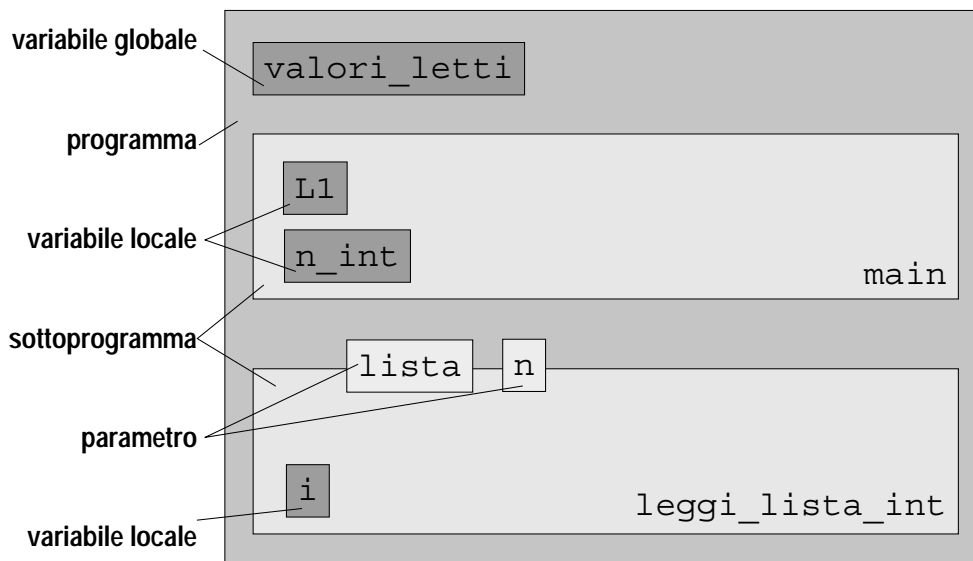 variabile globale
valori_letti
programma
L1
variabile locale
n_int
main
sottoprogramma
lista
n
parametro
i
leggi_lista_int
variabile locale